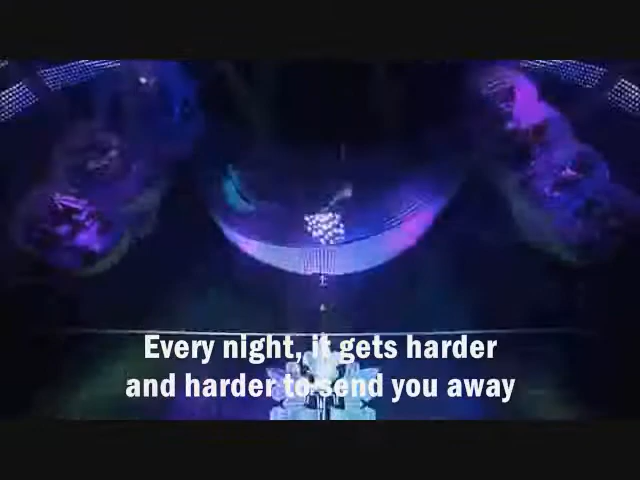 Every night, it gets harder
and harder to send you away